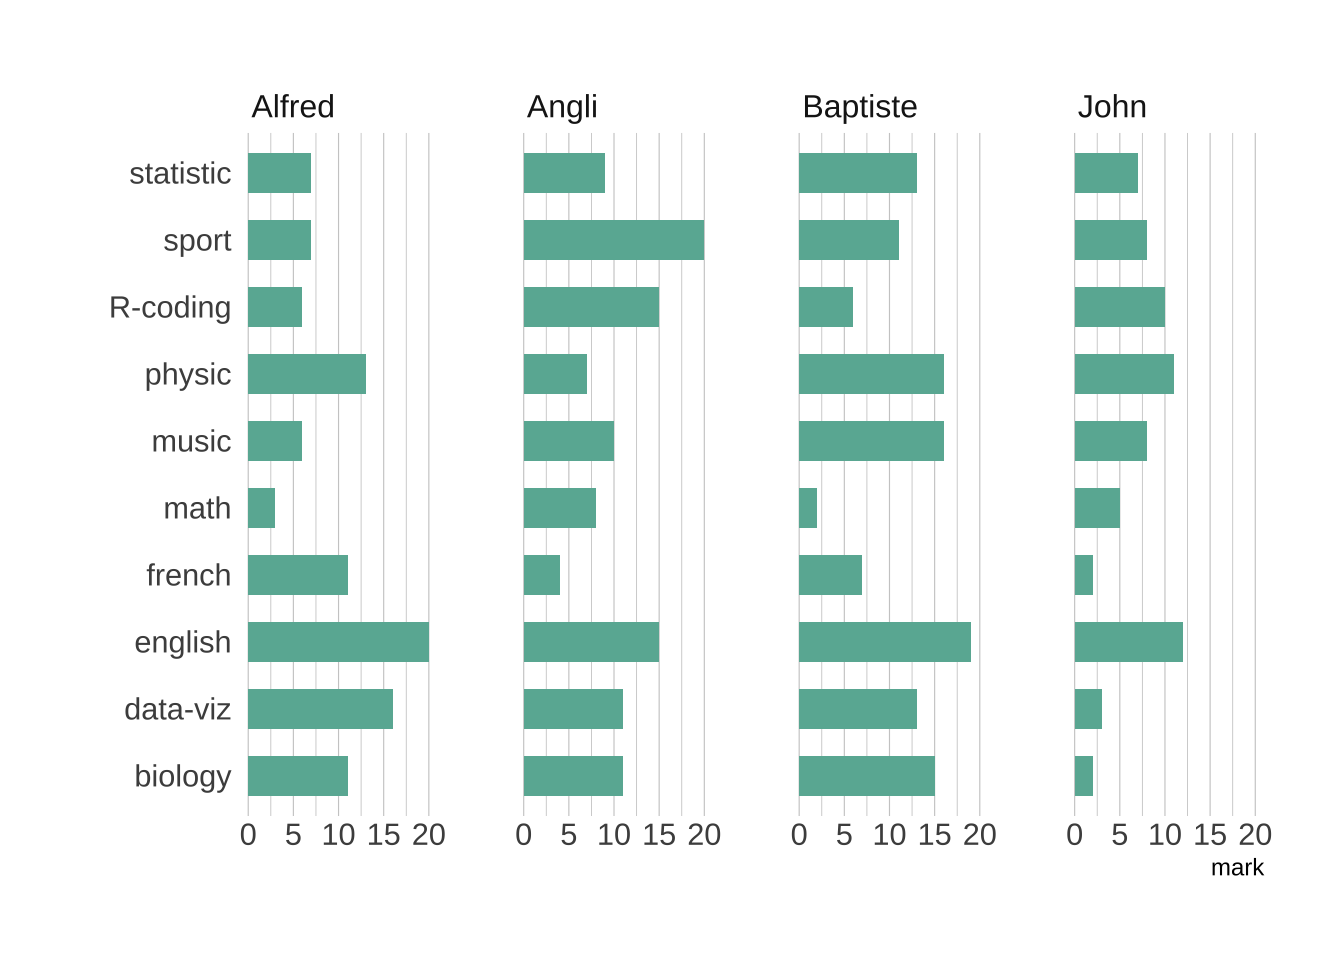 Alfred Angli Baptiste John
statistic
sport
R-coding
physic
music
math
french
english
data-viz
biology
0 5 10 15 20 0 5 10 15 20 0 5 10 15 20 0 5 10 15 20
mark